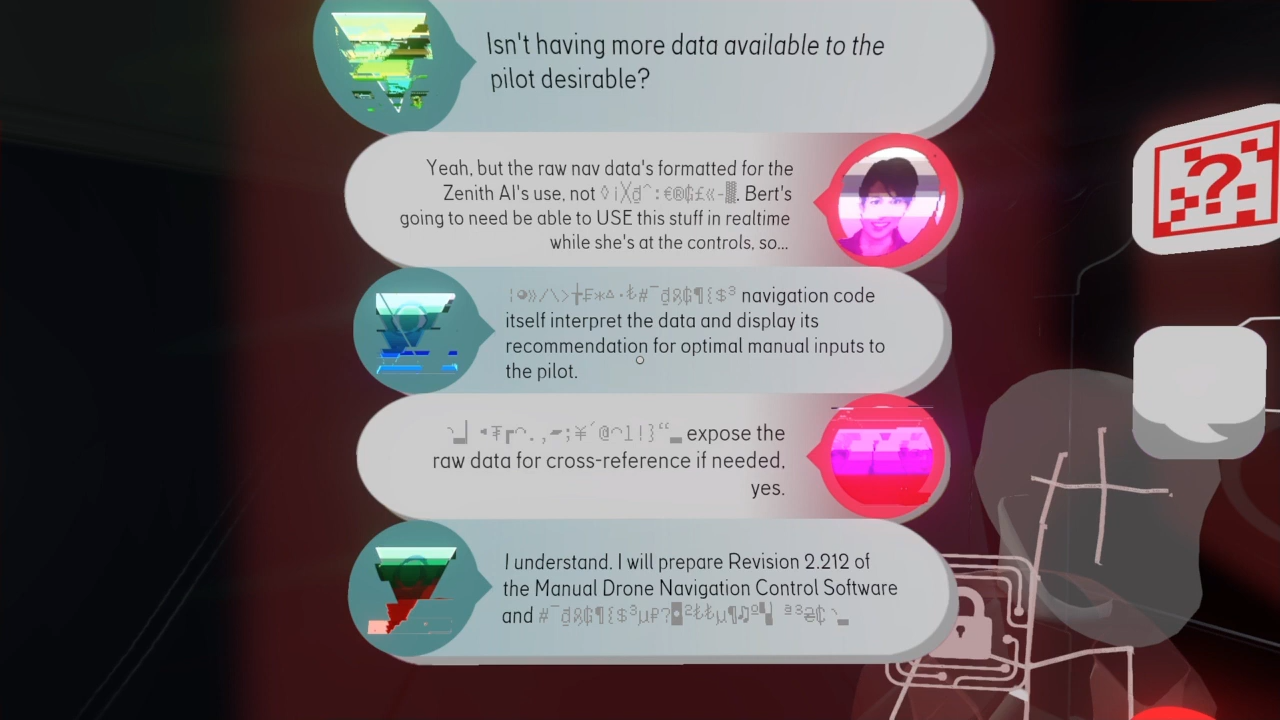 Isn't having more data available to the
pilot desirable?
Yeah, but the raw nav data's formatted for the
Zenith AI's use, not . Bert's
going to need be able to USE this stuff in realtime
while she's at the controls, so...
navigation code
itself interpret the data and display its
recommendation for optimal manual inputs to
the pilot.
expose the
raw data for cross-reference if needed,
yes.
I understand. I will prepare Revision 2.212 of
the Manual Drone Navigation Control Software
and
?